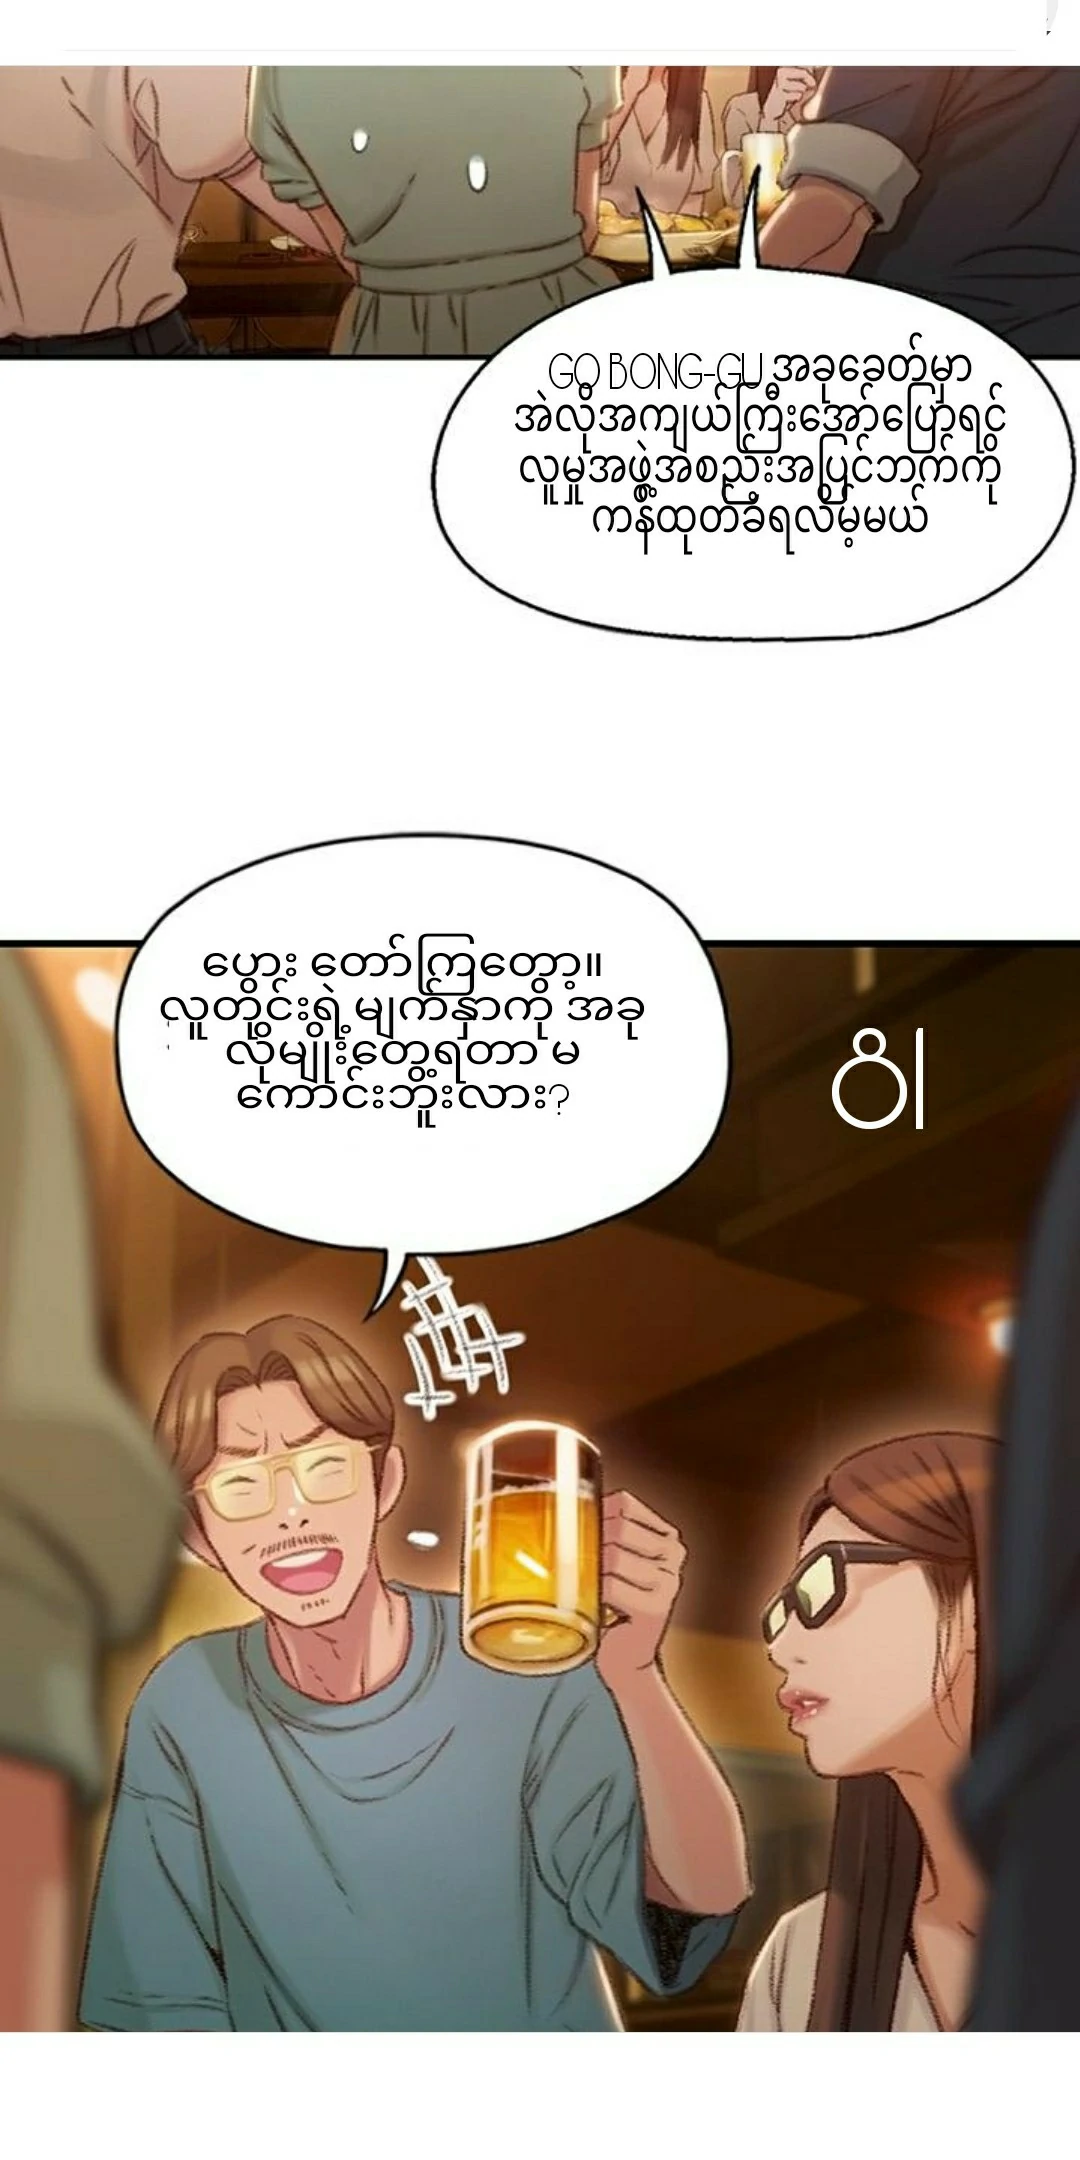 GO BONG-GU အခုခေတ်မှာ
အဲလိုအကျယ်ကြီးအော်ပြောရင်
လူမှုအဖွဲ့အစည်းအပြင်ဘက်ကို
ကန်ထုတ်ခံရလိမ့်မယ်
ဟေး တော်ကြတော့။
လူတိုင်းရဲ့မျက်နှာကို အခု
လိုမျိုးတွေ့ရတာ မ
ကောင်းဘူးလား?
ဝါ